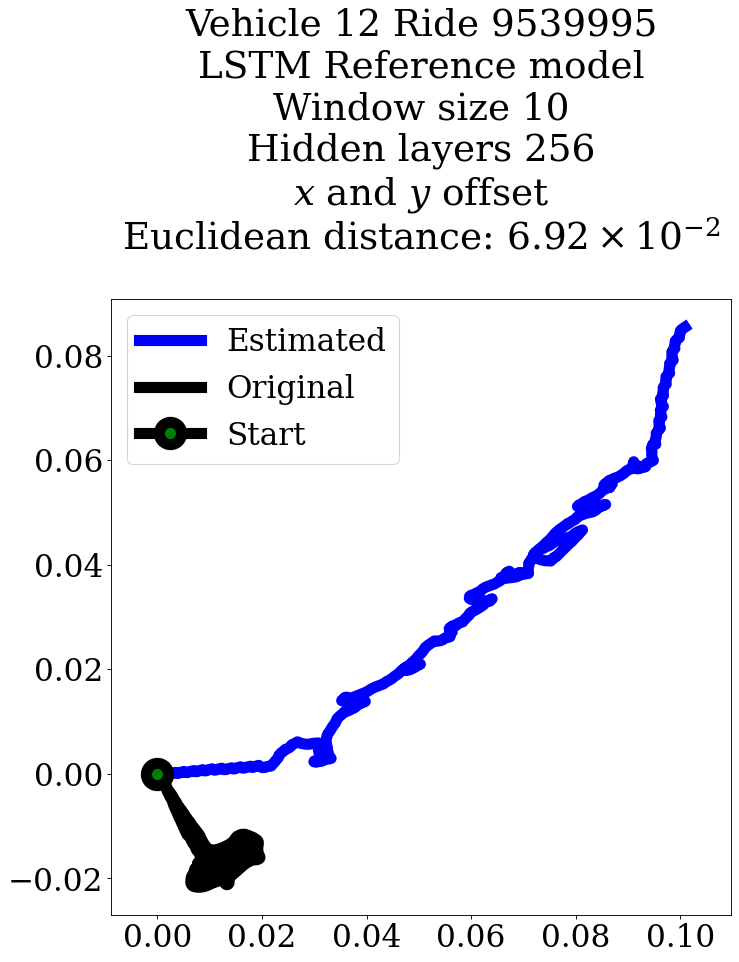 Vehicle 12 Ride 9539995
LSTM Reference model
Window size 10
Hidden layers 256
x and y offset
Euclidean distance: 6.92 × 10⁻²
Estimated
Original
Start
0.08
0.06
0.04
0.02
0.00
−0.02
0.00 0.02 0.04 0.06 0.08 0.10